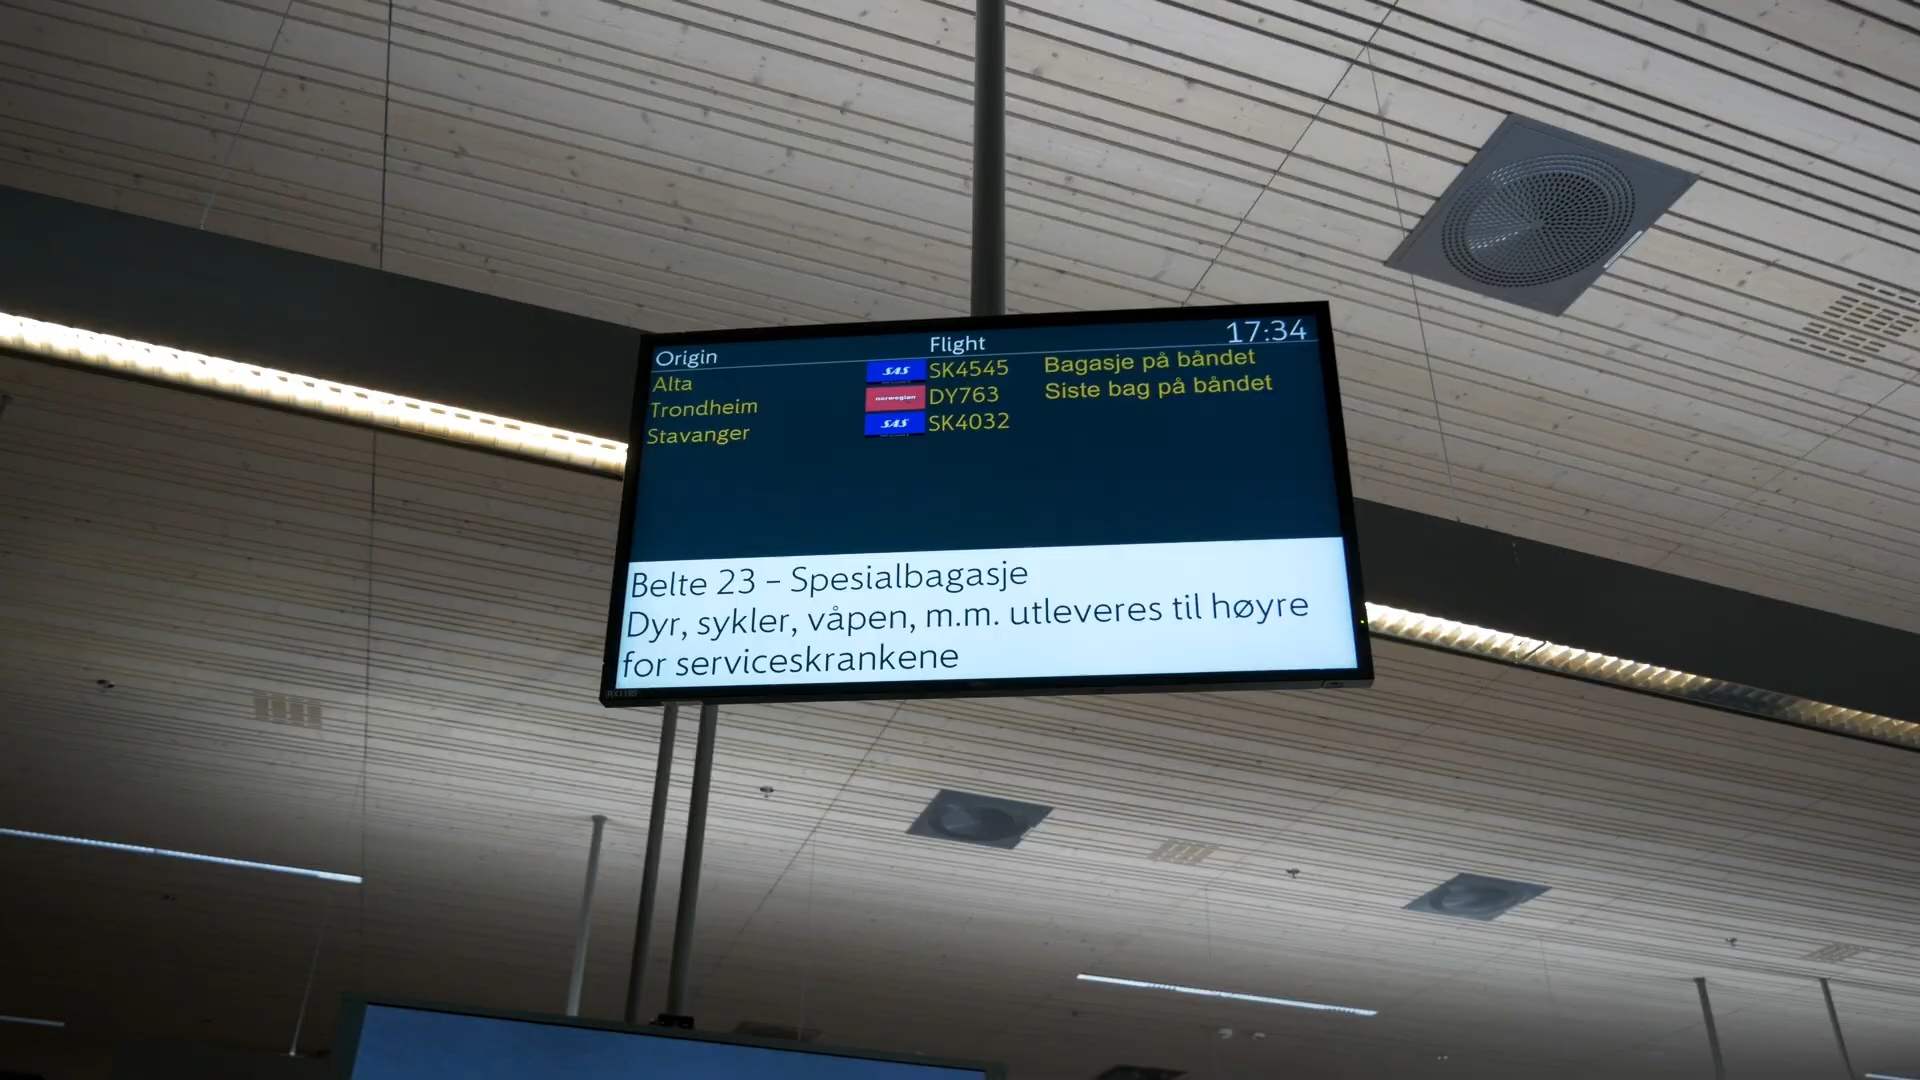 Origin Flight 17:34
Alta SAS SK4545 Bagasje på båndet
Trondheim norwegian DY763 Siste bag på båndet
Stavanger SAS SK4032
Belte 23 – Spesialbagasje
Dyr, sykler, våpen, m.m. utleveres til høyre
for serviceskrankene